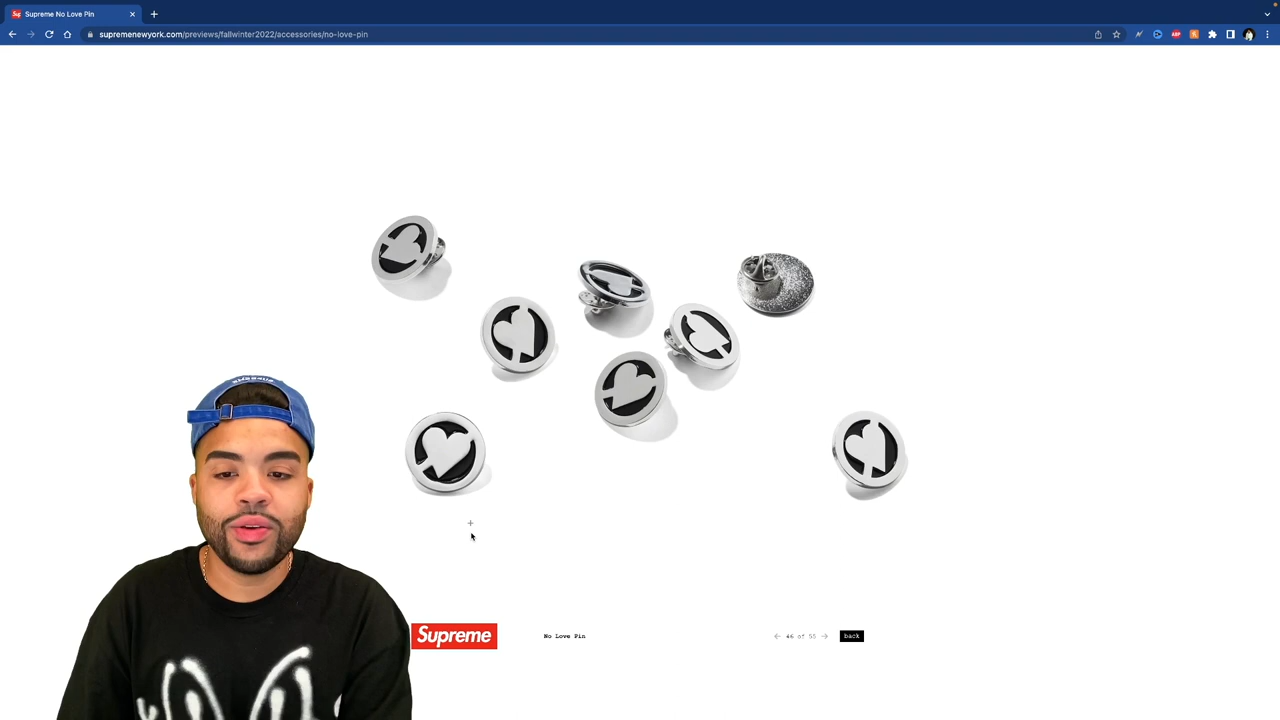 Supreme No Love Pin
supremenewyork.com/previews/fallwinter2022/accessories/no-love-pin
ABP
Supreme
No Love Pin
46 of 55
back